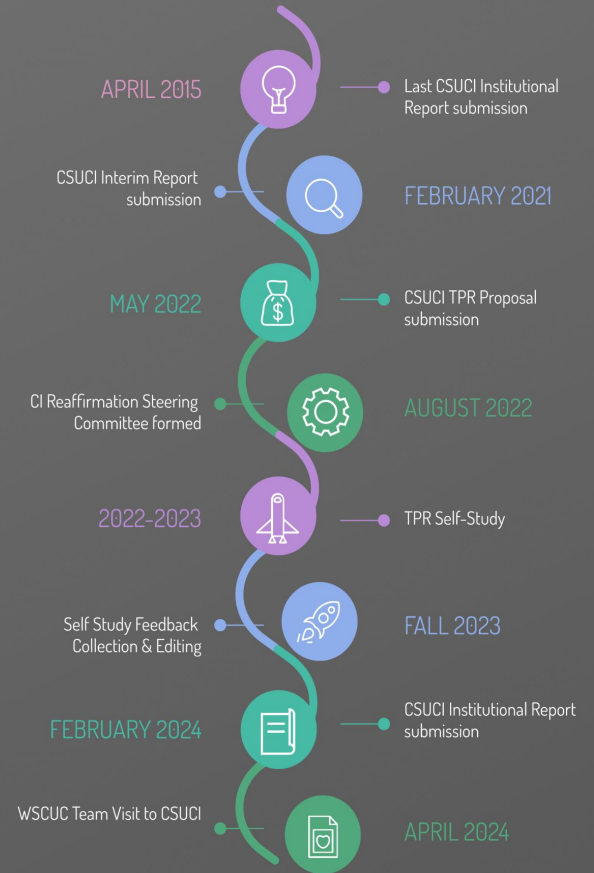 APRIL 2015
Last CSUCI Institutional
Report submission
CSUCI Interim Report
submission
FEBRUARY 2021
MAY 2022
$
CSUCI TPR Proposal
submission
CI Reaffirmation Steering
Committee formed
AUGUST 2022
2022-2023
TPR Self-Study
Self Study Feedback
Collection & Editing
FALL 2023
FEBRUARY 2024
CSUCI Institutional Report
submission
WSCUC Team Visit to CSUCI
APRIL 2024